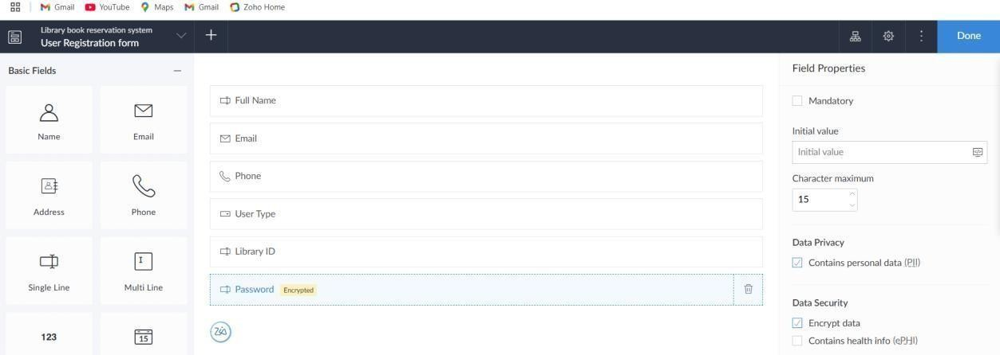 Gmail YouTube Maps Gmail Zoho Home
Library book reservation system
User Registration form
Done
Basic Fields
Name Email
Address Phone
Single Line Multi Line
123 15
Full Name
Email
Phone
User Type
Library ID
Password Encrypted
Zia
Field Properties
Mandatory
Initial value
Initial value
Character maximum
15
Data Privacy
Contains personal data (PII)
Data Security
Encrypt data
Contains health info (ePHI)